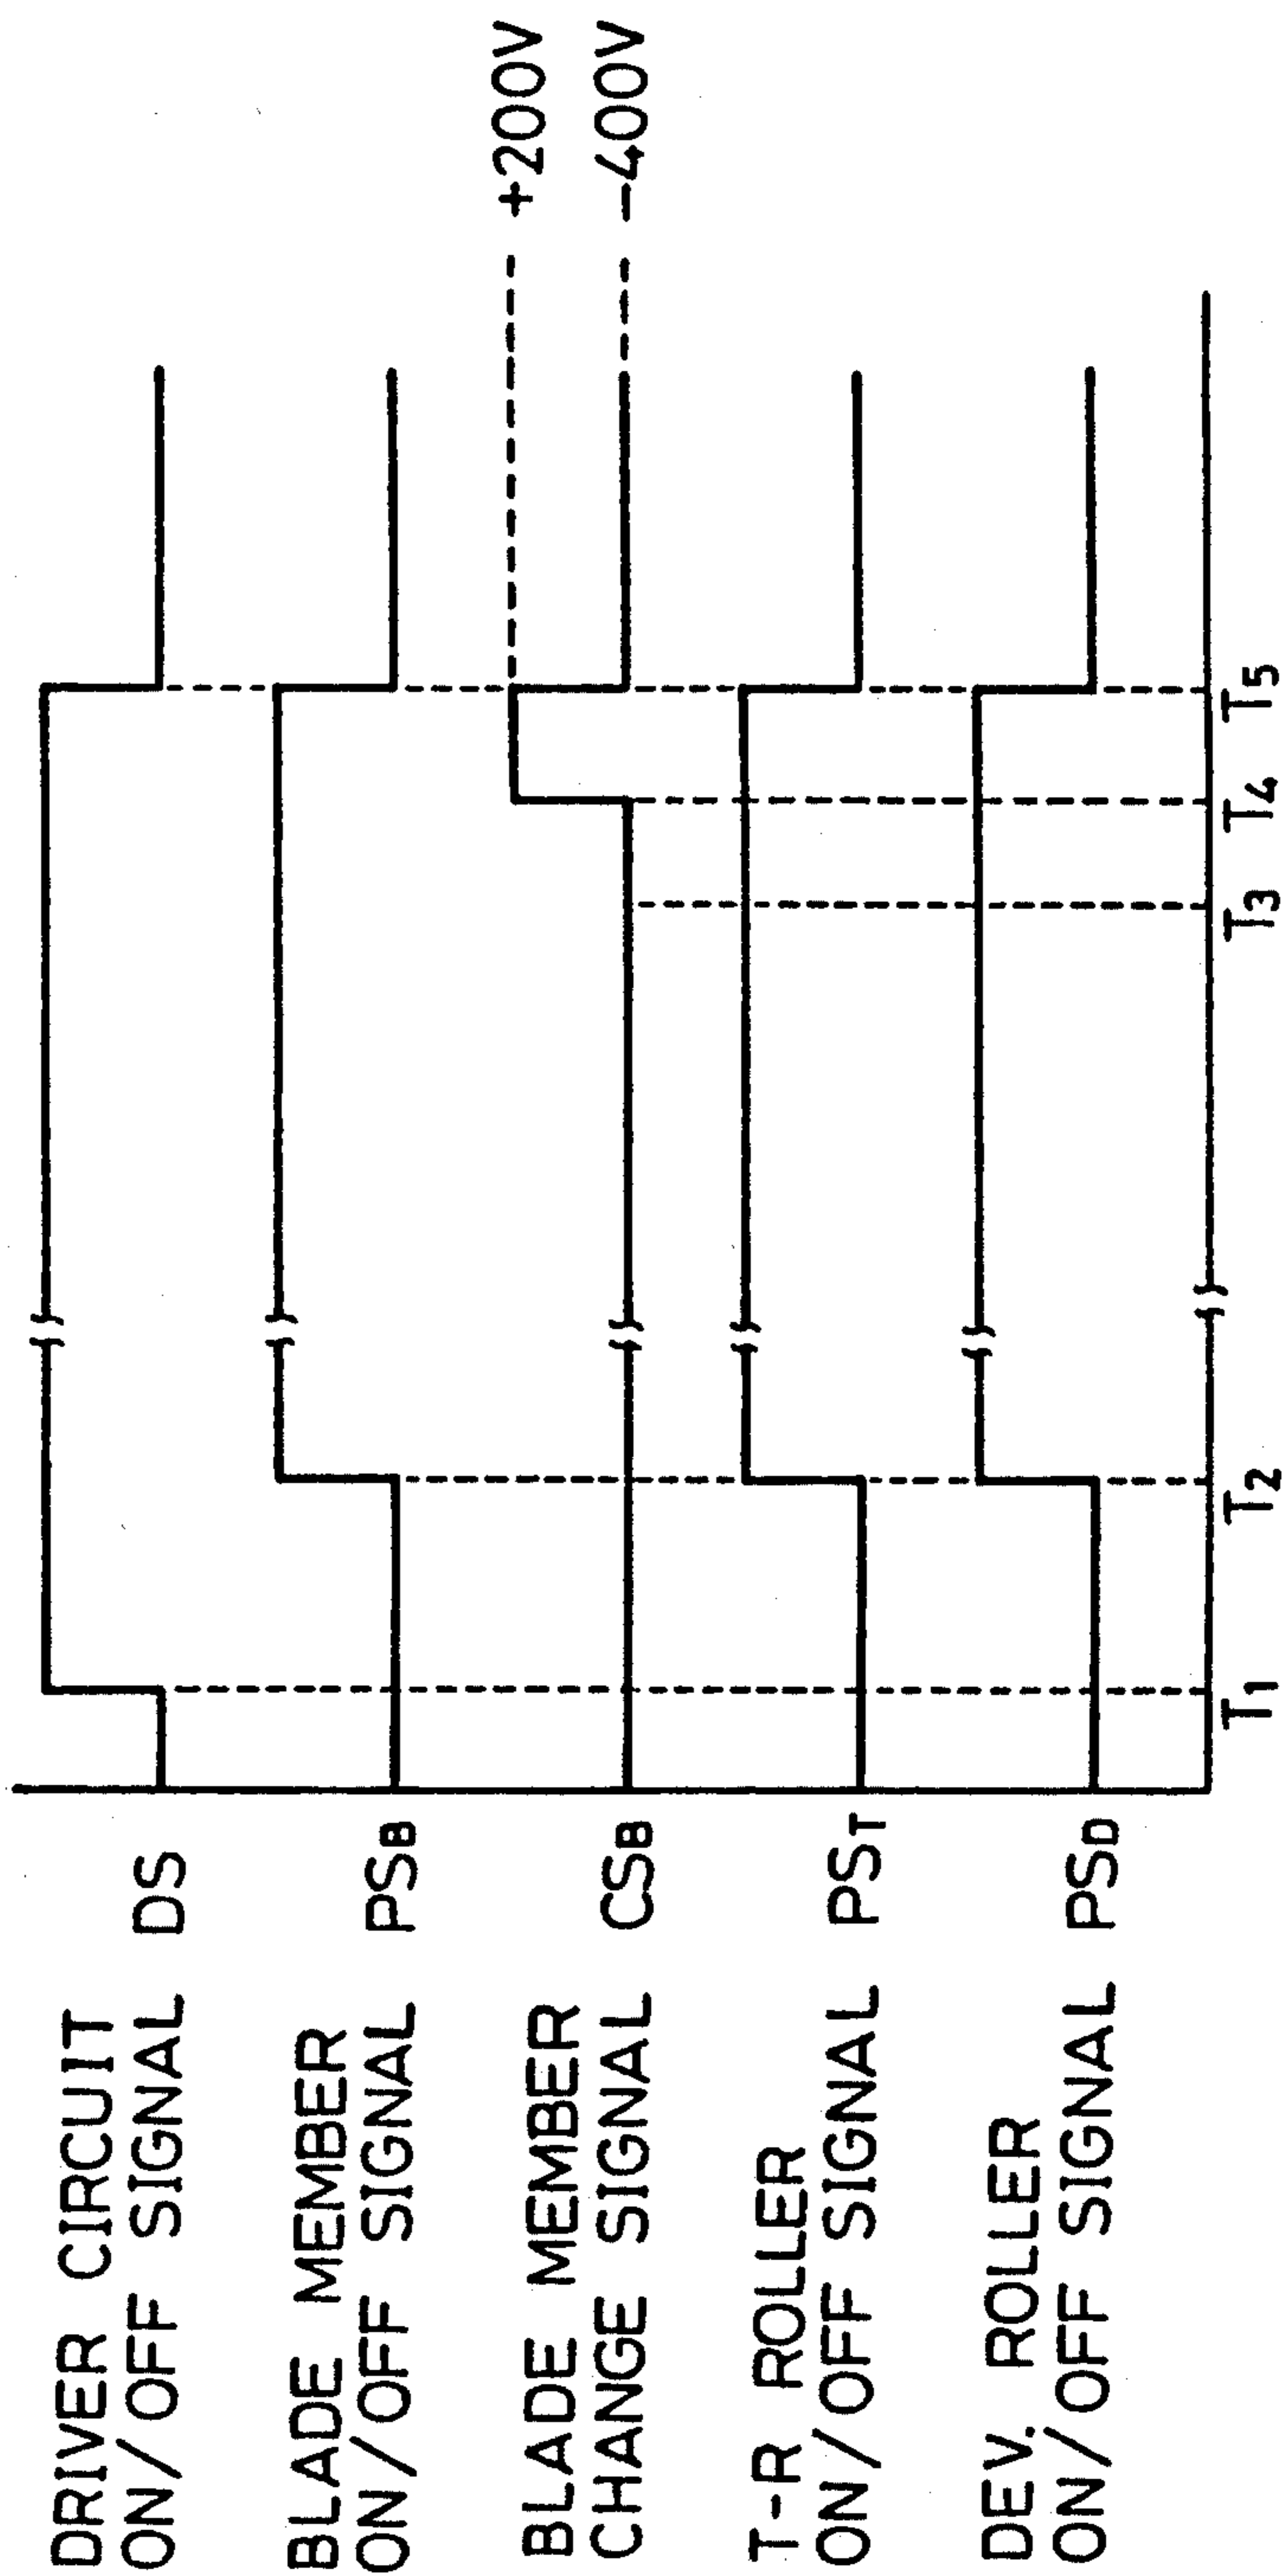 DRIVER CIRCUIT
ON/OFF SIGNAL DS
BLADE MEMBER
ON/OFF SIGNAL PSB
BLADE MEMBER
CHANGE SIGNAL CSB
+200V
-400V
T-R ROLLER
ON/OFF SIGNAL PST
DEV. ROLLER
ON/OFF SIGNAL PSD
T1 T2 T3 T4 T5